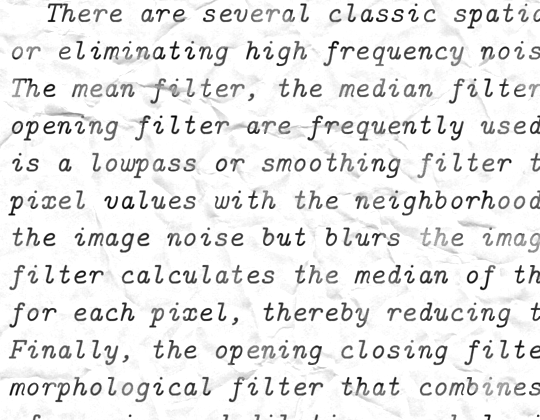 There are several classic spatia
or eliminating high frequency nois
The mean filter, the median filter
opening filter are frequently used
is a lowpass or smoothing filter t
pixel values with the neighborhood
the image noise but blurs the imag
filter calculates the median of th
for each pixel, thereby reducing t
Finally, the opening closing filte
morphological filter that combines